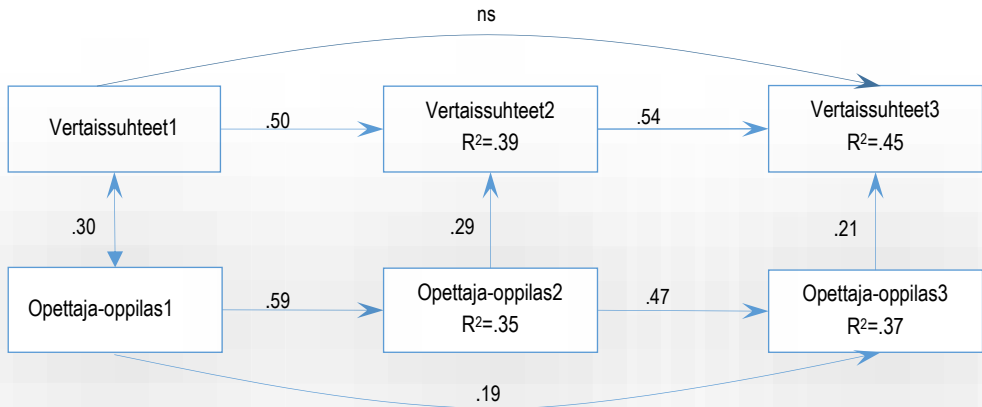 ns
Vertaissuhteet1
.50
Vertaissuhteet2
R²=.39
.54
Vertaissuhteet3
R²=.45
.30
.29
.21
Opettaja-oppilas1
.59
Opettaja-oppilas2
R²=.35
.47
Opettaja-oppilas3
R²=.37
.19